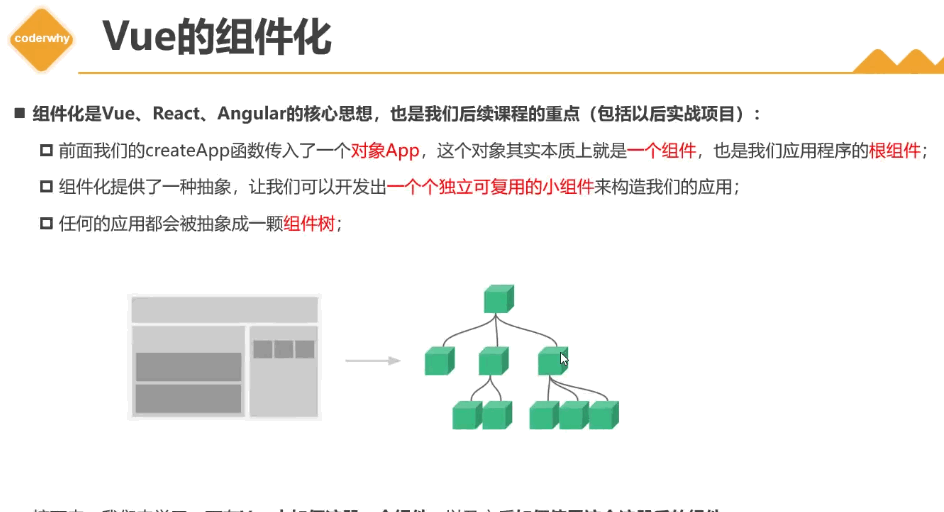 coderwhy
Vue的组件化
组件化是Vue、React、Angular的核心思想，也是我们后续课程的重点（包括以后实战项目）：
前面我们的createApp函数传入了一个对象App，这个对象其实本质上就是一个组件，也是我们应用程序的根组件；
组件化提供了一种抽象，让我们可以开发出一个个独立可复用的小组件来构造我们的应用；
任何的应用都会被抽象成一颗组件树；